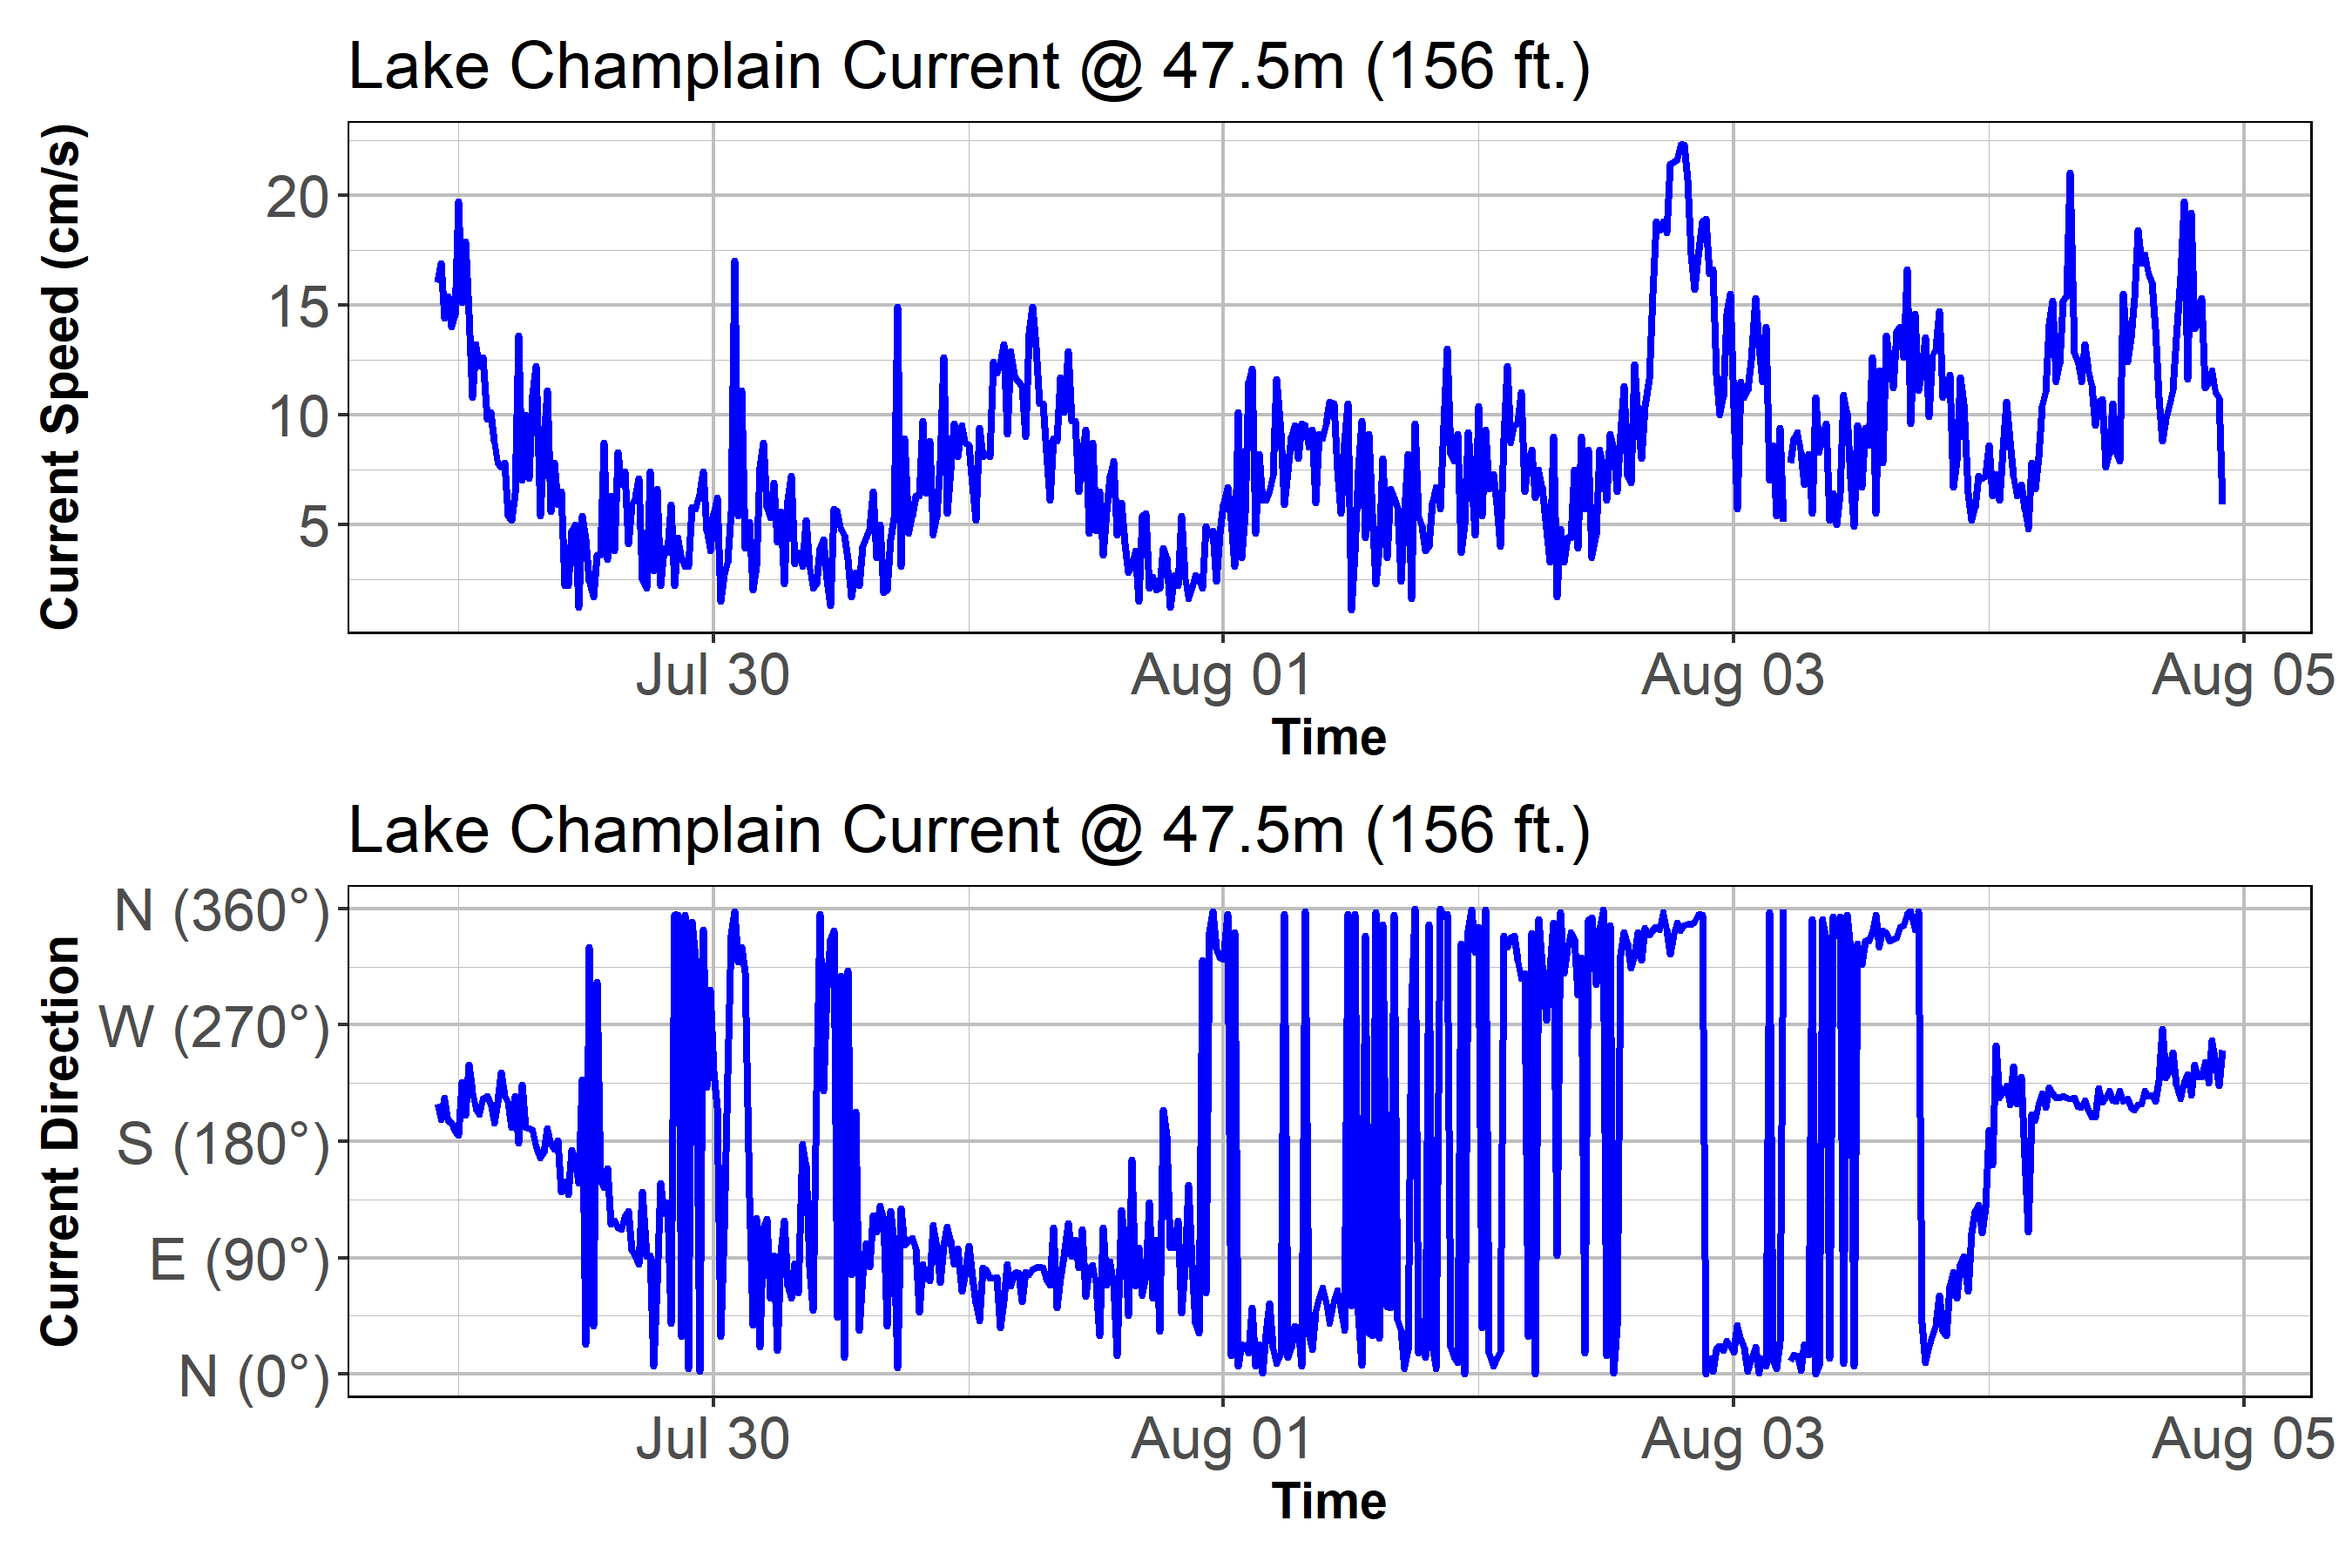 Lake Champlain Current @ 47.5m (156 ft.)
Current Speed (cm/s)
20
15
10
5
Jul 30 Aug 01 Aug 03 Aug 05
Time
Lake Champlain Current @ 47.5m (156 ft.)
Current Direction
N (360°)
W (270°)
S (180°)
E (90°)
N (0°)
Jul 30 Aug 01 Aug 03 Aug 05
Time